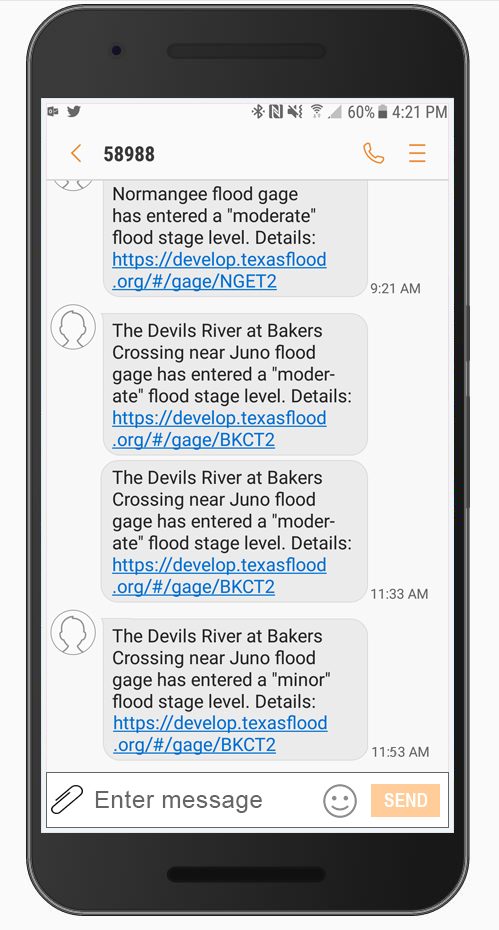 60% 4:21 PM
58988
Normangee flood gage
has entered a "moderate"
flood stage level. Details:
https://develop.texasflood
.org/#/gage/NGET2
9:21 AM
The Devils River at Bakers
Crossing near Juno flood
gage has entered a "moder-
ate" flood stage level. Details:
https://develop.texasflood
.org/#/gage/BKCT2
The Devils River at Bakers
Crossing near Juno flood
gage has entered a "moder-
ate" flood stage level. Details:
https://develop.texasflood
.org/#/gage/BKCT2
11:33 AM
The Devils River at Bakers
Crossing near Juno flood
gage has entered a "minor"
flood stage level. Details:
https://develop.texasflood
.org/#/gage/BKCT2
11:53 AM
Enter message
SEND